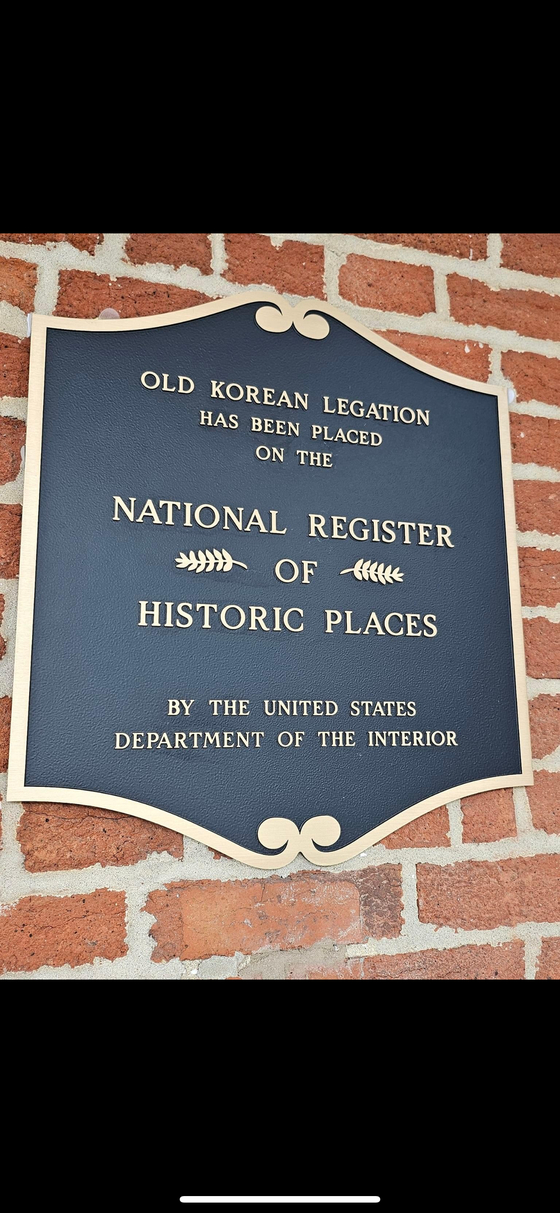 OLD KOREAN LEGATION
HAS BEEN PLACED
ON THE
NATIONAL REGISTER
OF
HISTORIC PLACES
BY THE UNITED STATES
DEPARTMENT OF THE INTERIOR